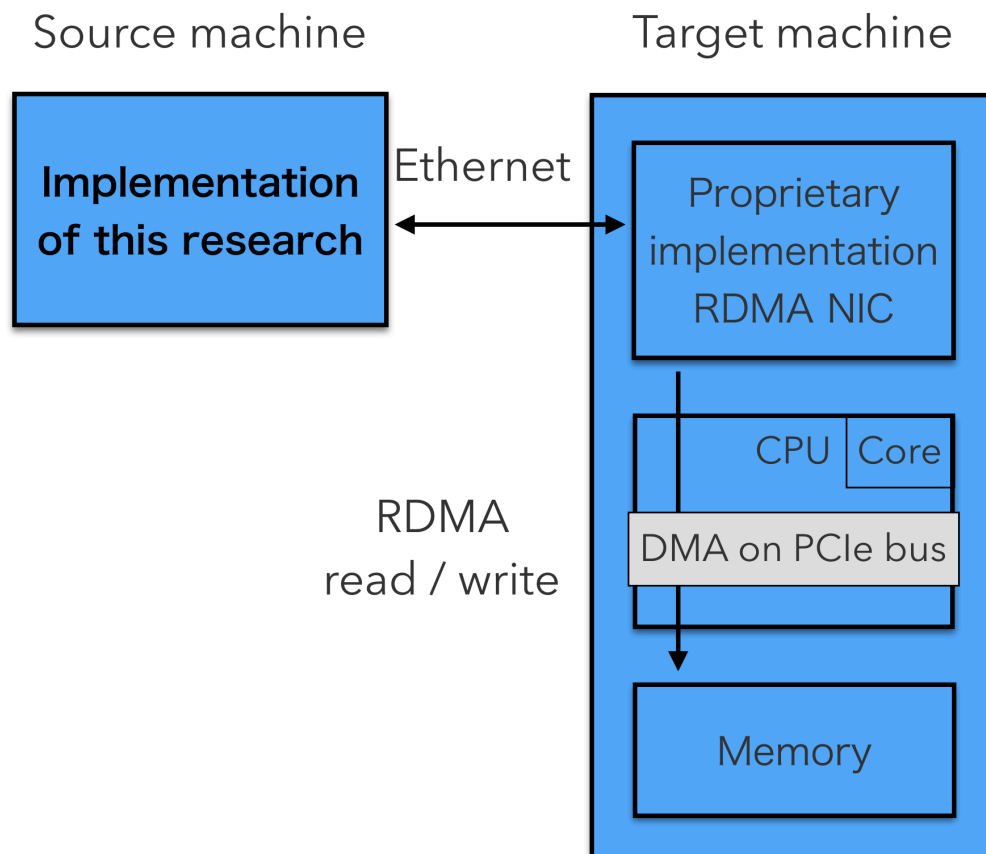 Source machine
Target machine
Implementation
of this research
Ethernet
Proprietary
implementation
RDMA NIC
CPU
Core
DMA on PCIe bus
RDMA
read / write
Memory